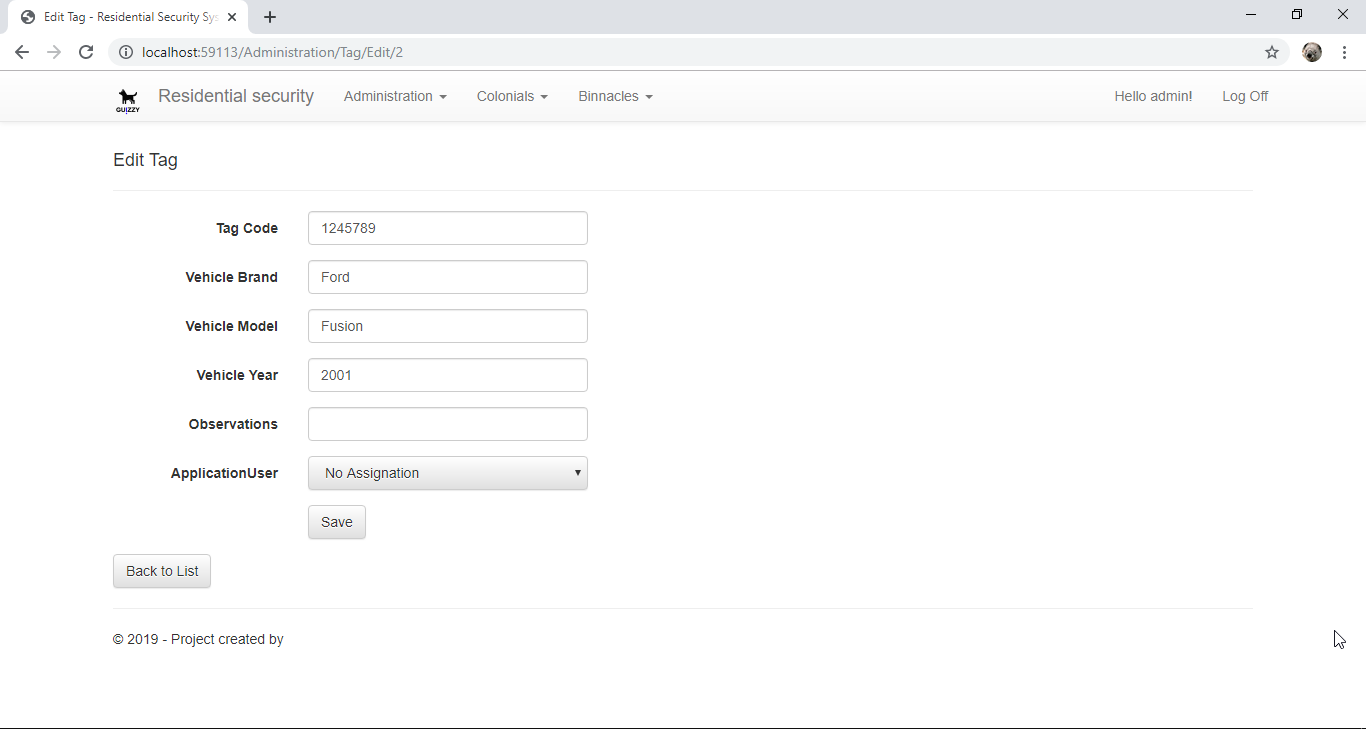 Edit Tag - Residential Security Sys
localhost:59113/Administration/Tag/Edit/2
GUIZZY
Residential security
Administration
Colonials
Binnacles
Hello admin!
Log Off
Edit Tag
Tag Code
1245789
Vehicle Brand
Ford
Vehicle Model
Fusion
Vehicle Year
2001
Observations
ApplicationUser
No Assignation
Save
Back to List
© 2019 - Project created by